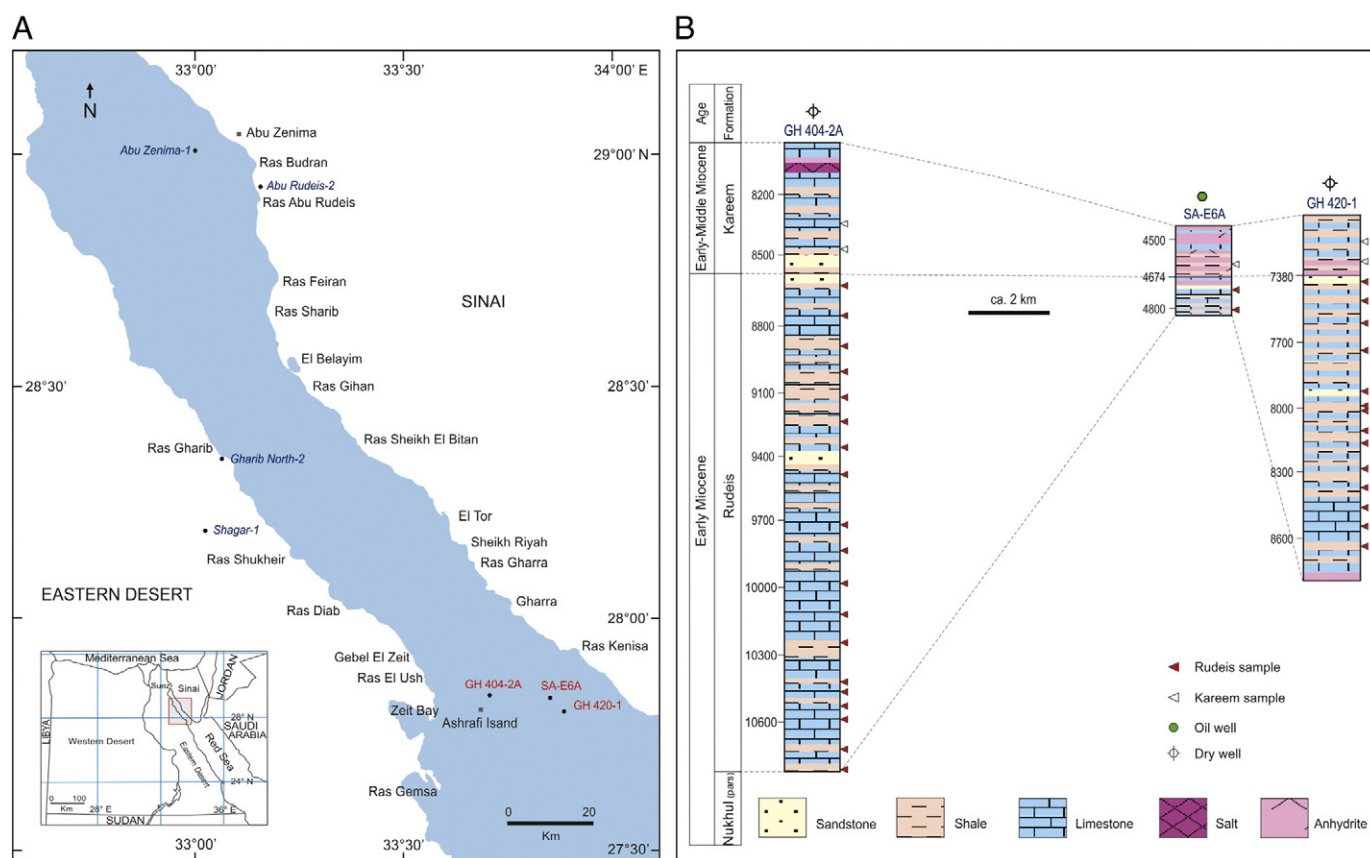 A
33°00'
33°30'
34°00' E
N
Abu Zenima
Abu Zenima-1
29°00' N
Ras Budran
Abu Rudeis-2
Ras Abu Rudeis
Ras Feiran
SINAI
Ras Sharib
El Belayim
Ras Gihan
28°30'
28°30'
Ras Sheikh El Bitan
Ras Gharib
Gharib North-2
El Tor
Shagar-1
Sheikh Riyah
Ras Shukheir
Ras Gharra
EASTERN DESERT
Gharra
Ras Diab
28°00'
Ras Kenisa
Gebel El Zeit
Ras El Ush
GH 404-2A
SA-E6A
Zeit Bay
GH 420-1
Ashrafi Isand
Ras Gemsa
0
20
Km
33°00'
33°30'
27°30'
Mediterranean Sea
Suez
Sinai
JORDAN
LIBYA
28° N
SAUDI
ARABIA
Western Desert
Eastern Desert
Red Sea
24° N
0
100
Km
28° E
36° E
SUDAN
B
Age
Formation
GH 404-2A
SA-E6A
GH 420-1
Early-Middle Miocene
Kareem
8200
8500
4500
4674
4800
7380
ca. 2 km
Early Miocene
Rudeis
8800
9100
9400
9700
10000
10300
10600
7700
8000
8300
8600
Nukhul (pars)
Rudeis sample
Kareem sample
Oil well
Dry well
Sandstone
Shale
Limestone
Salt
Anhydrite